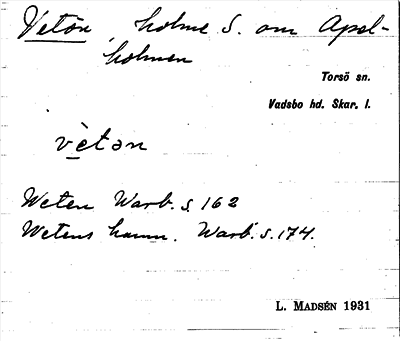 Vetön, holme S. om Apel-
holmen
Torsö sn.
Vadsbo hd. Skar. l.
vètən
Weten Warb. s. 162
Wetens hamn. Warb. s. 174.
L. MADSÉN 1931